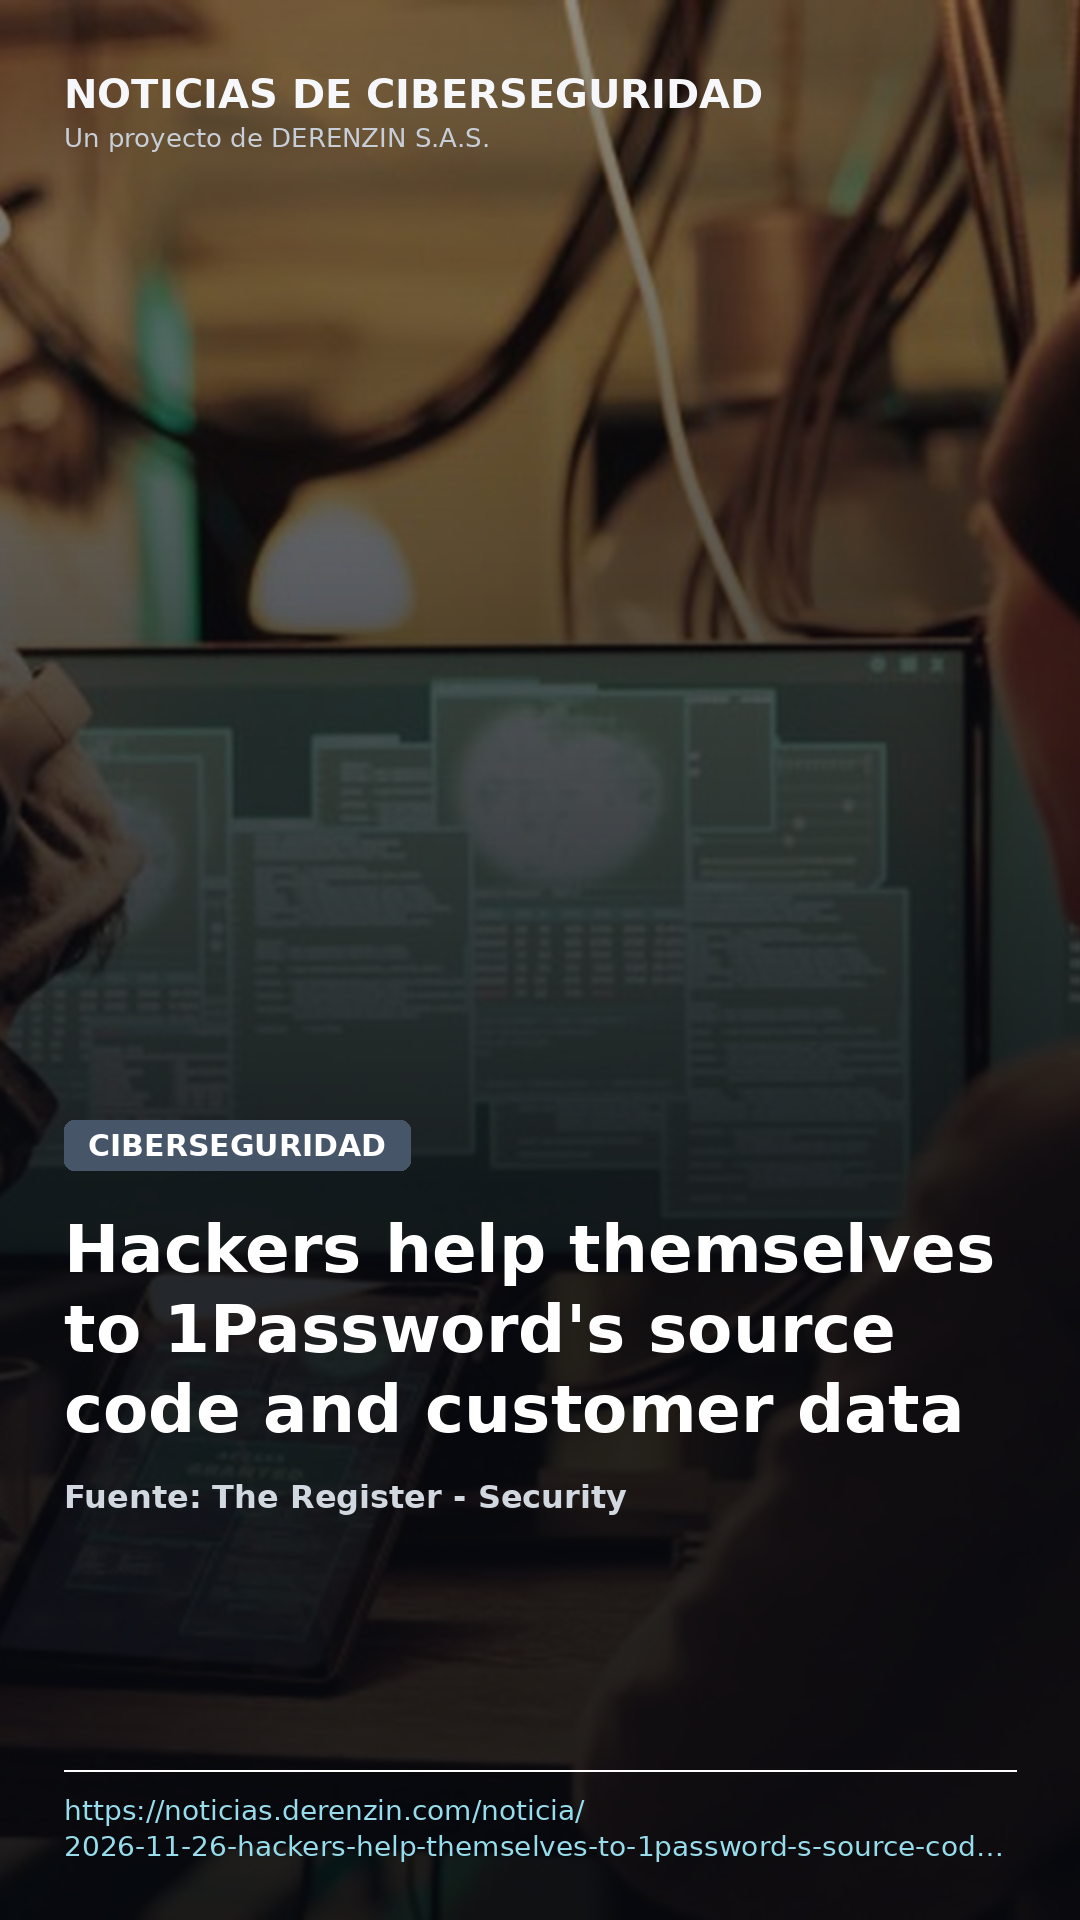 NOTICIAS DE CIBERSEGURIDAD
Un proyecto de DERENZIN S.A.S.
CIBERSEGURIDAD
Hackers help themselves
to 1Password's source
code and customer data
Fuente: The Register - Security
https://noticias.derenzin.com/noticia/
2026-11-26-hackers-help-themselves-to-1password-s-source-cod...